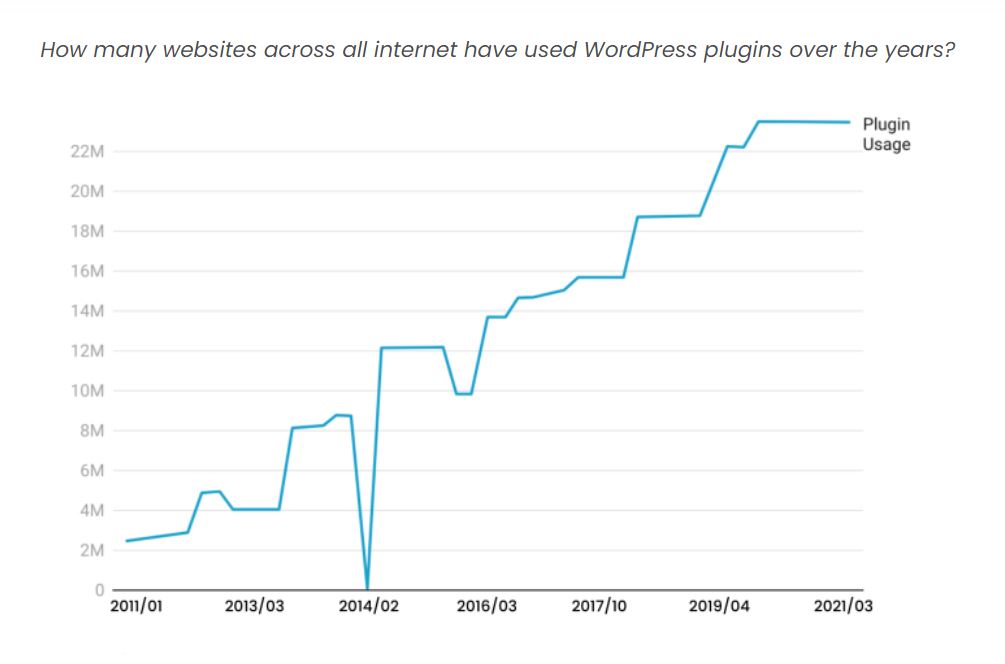 How many websites across all internet have used WordPress plugins over the years?
Plugin
Usage
22M
20M
18M
16M
14M
12M
10M
8M
6M
4M
2M
0
2011/01 2013/03 2014/02 2016/03 2017/10 2019/04 2021/03